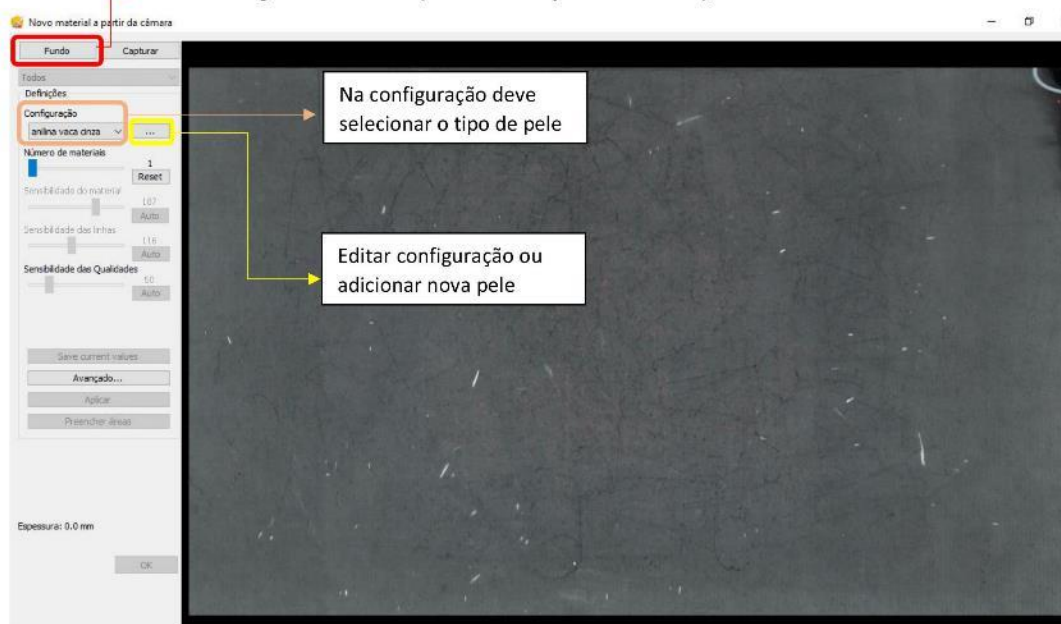 Novo material a partir da câmara
Fundo
Capturar
Todos
Definições
Configuração
anilina vaca cinza
...
Número de materiais
1
Reset
Sensibilidade do material
187
Auto
Sensibilidade das linhas
116
Auto
Sensibilidade das Qualidades
50
Auto
Save current values
Avançado...
Aplicar
Preencher áreas
Espessura: 0.0 mm
OK
Na configuração deve
selecionar o tipo de pele
Editar configuração ou
adicionar nova pele